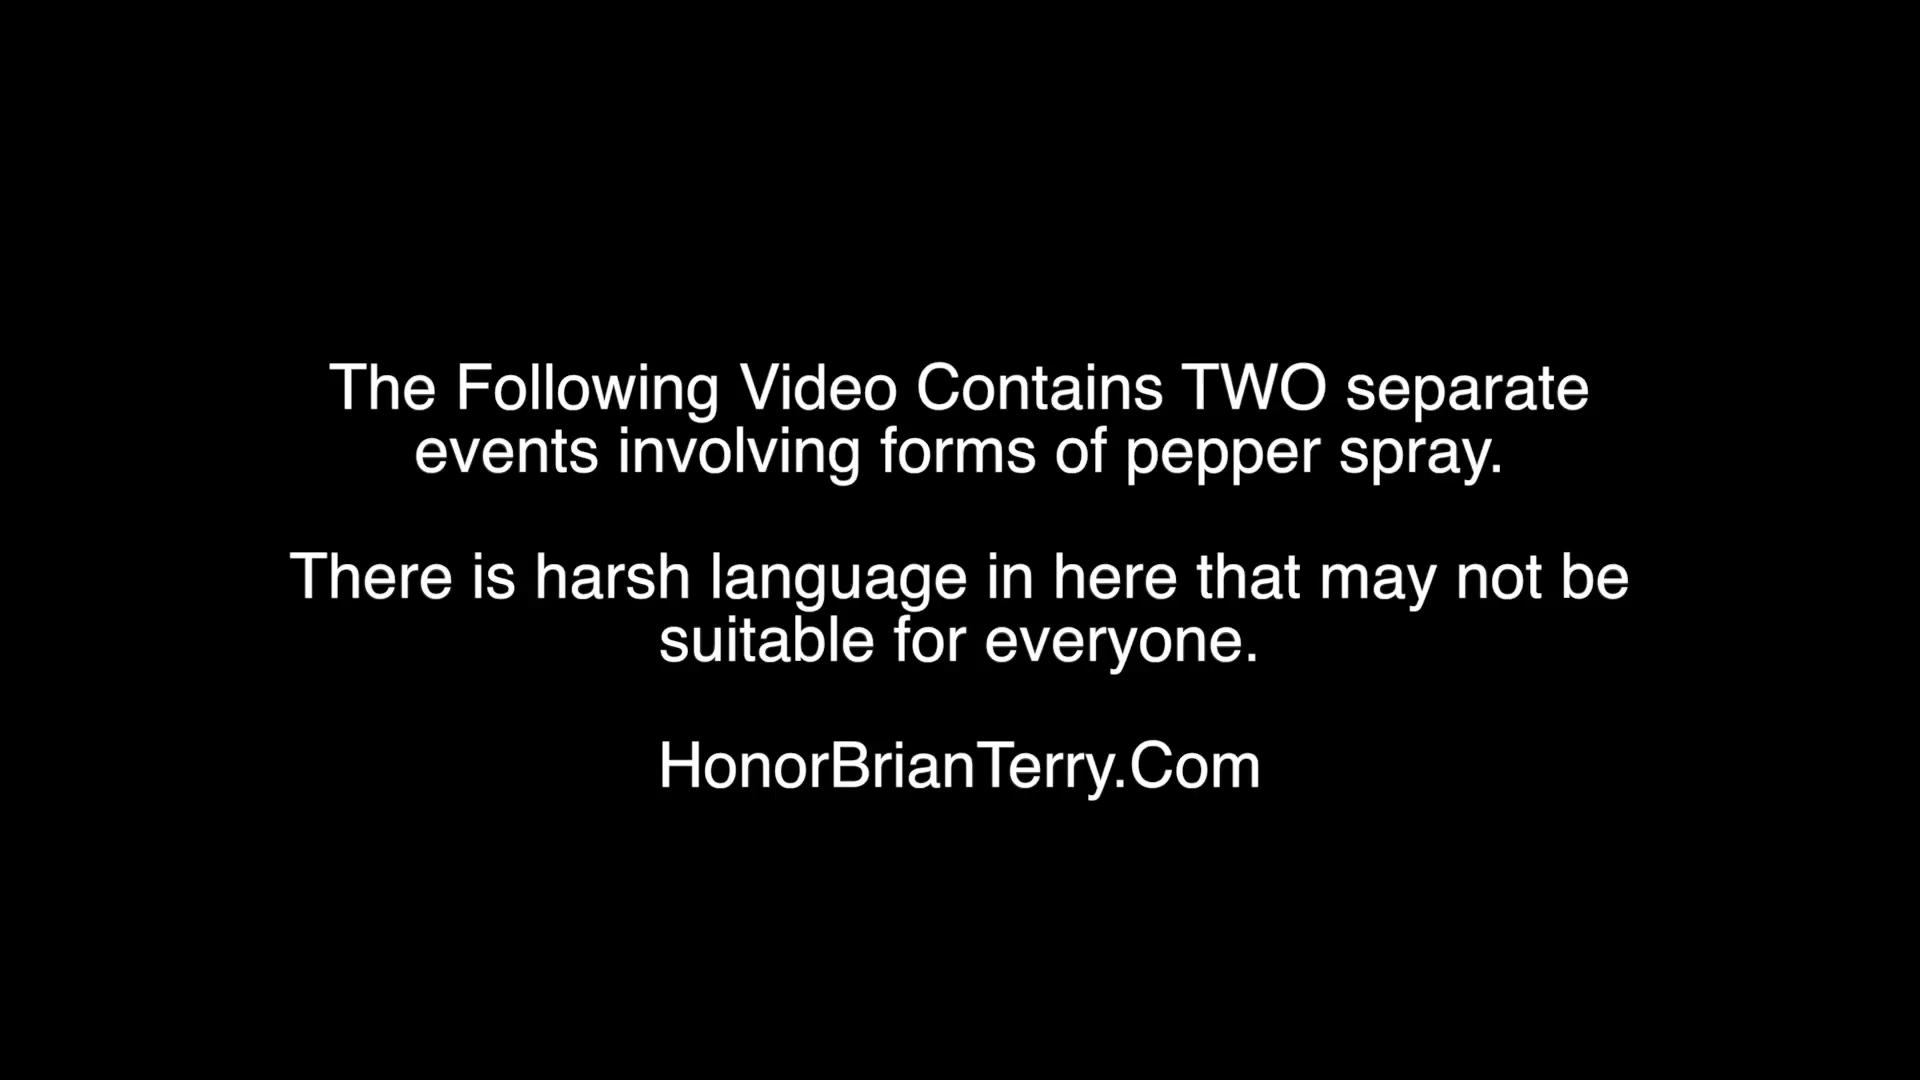 The Following Video Contains TWO separate
events involving forms of pepper spray.
There is harsh language in here that may not be
suitable for everyone.
HonorBrianTerry.Com